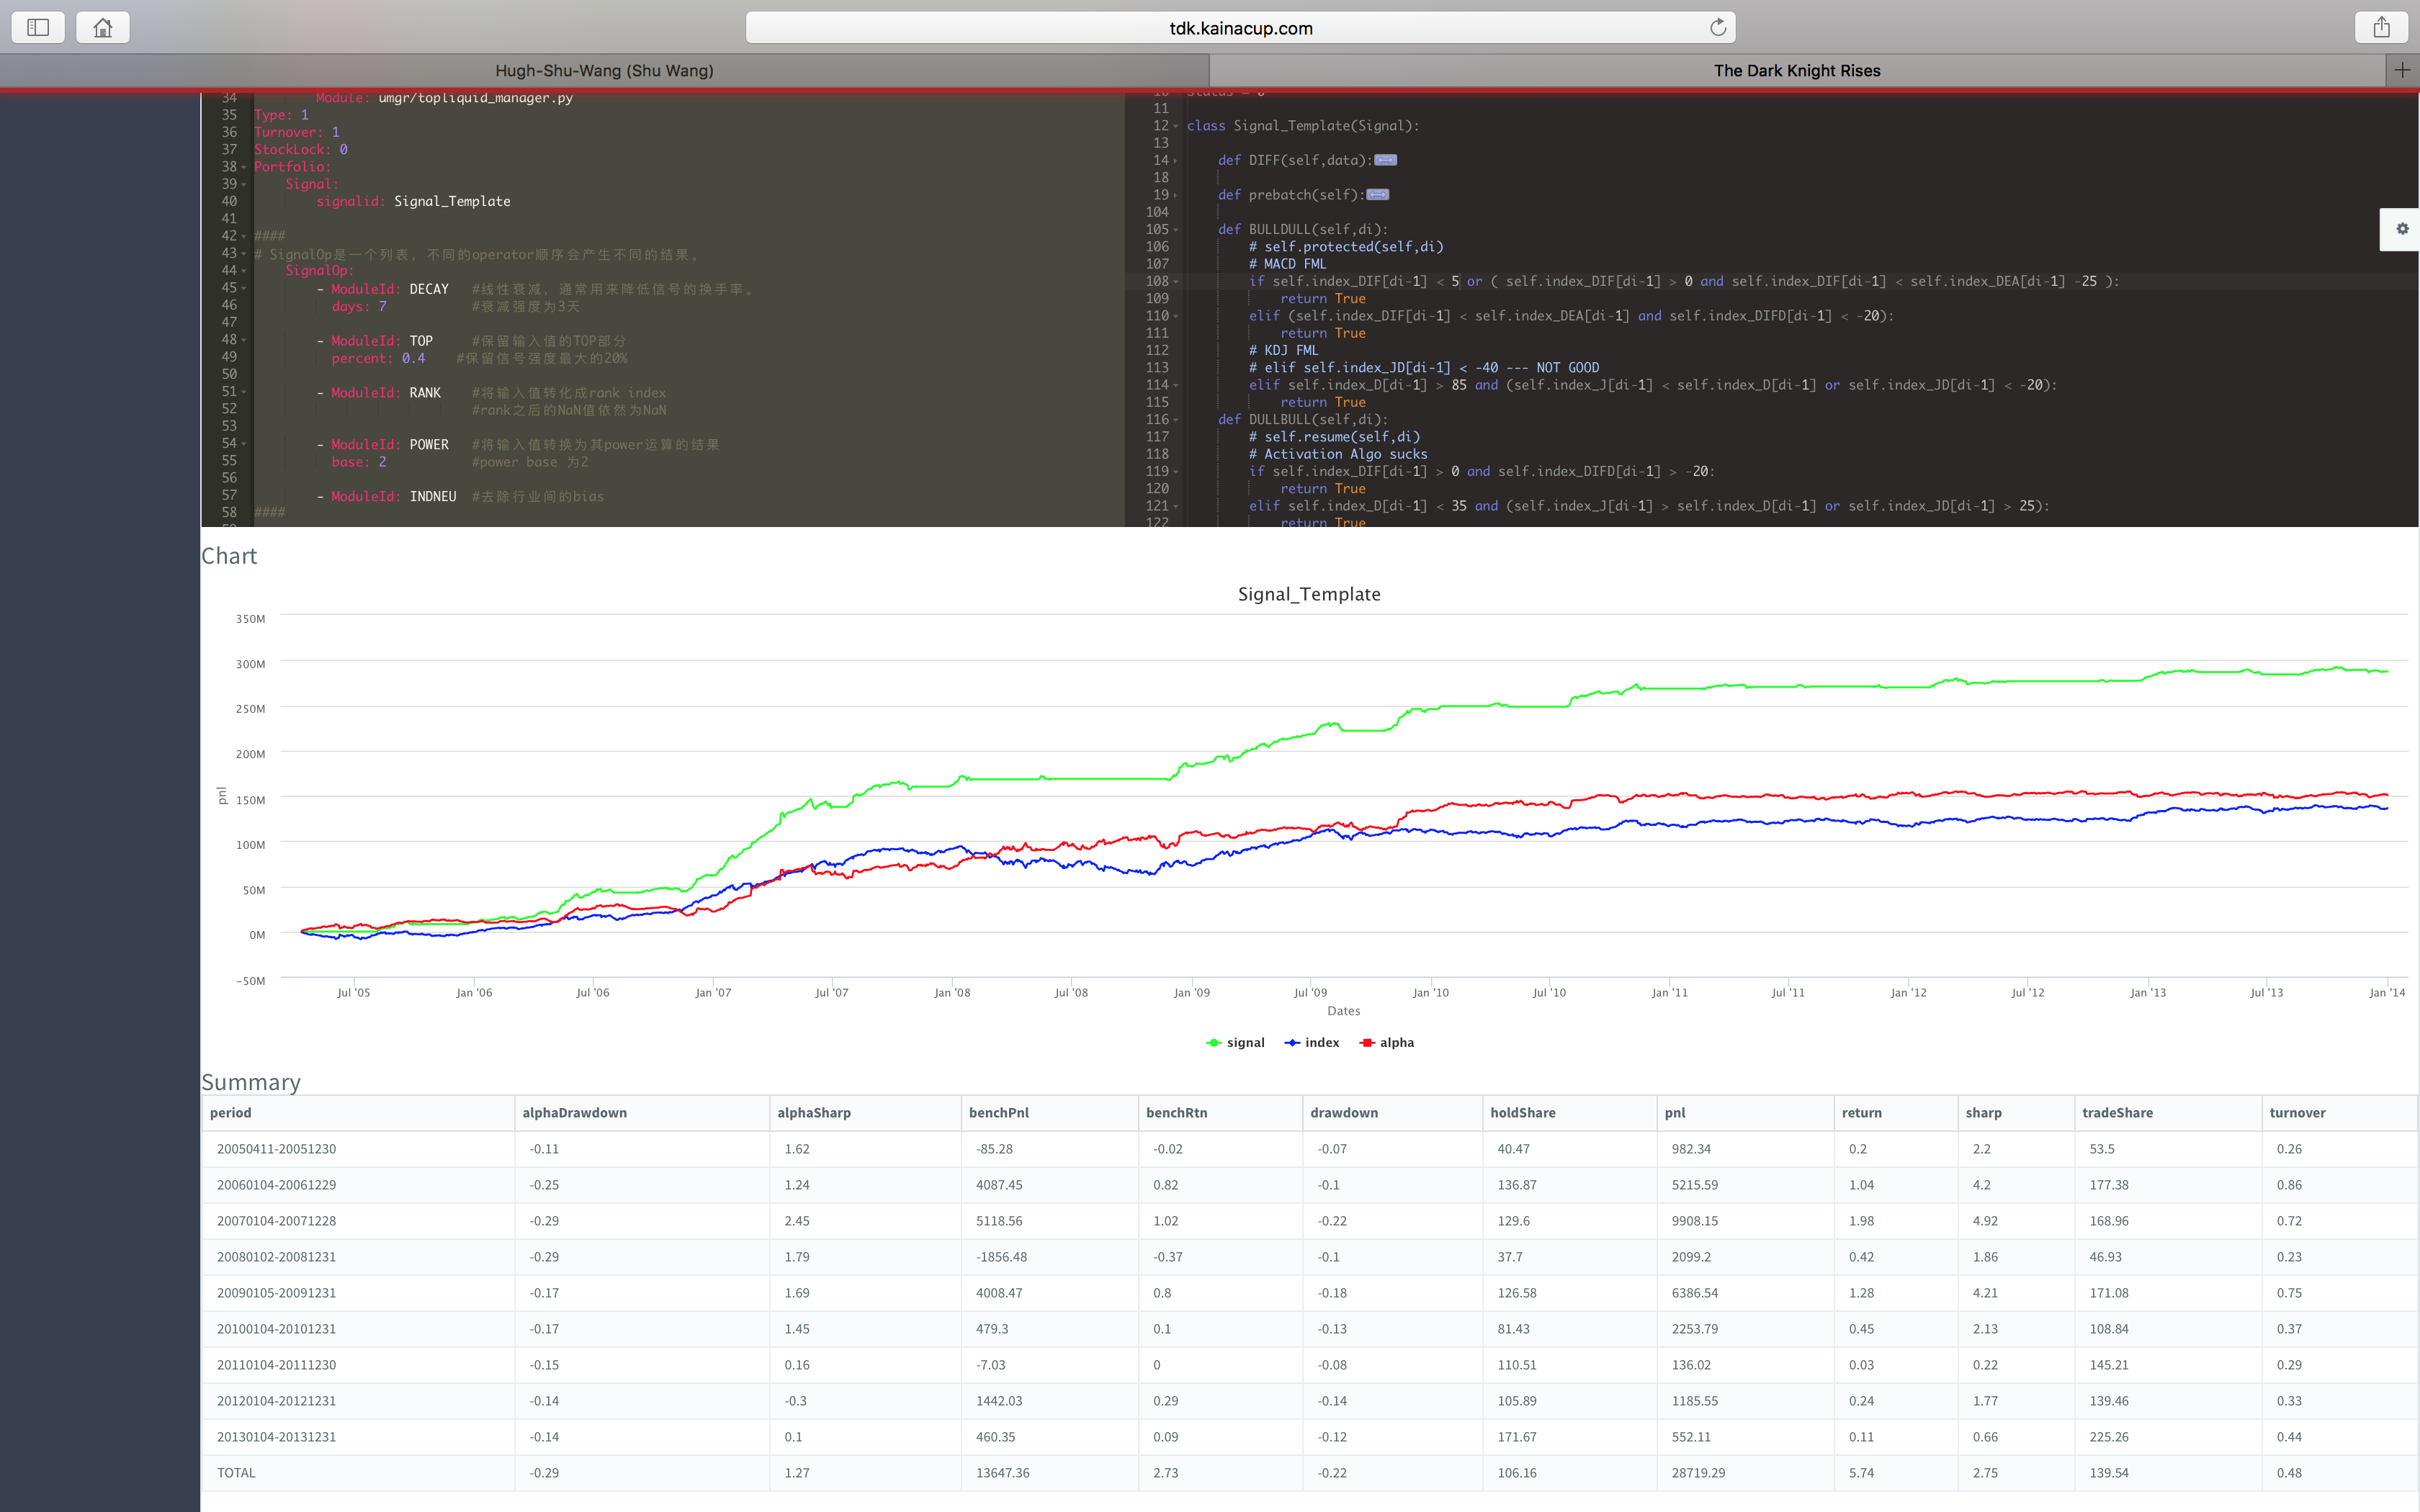 tdk.kainacup.com
Hugh-Shu-Wang (Shu Wang)
The Dark Knight Rises
34 Module: umgr/topliquid_manager.py
35 Type: 1
36 Turnover: 1
37 StockLock: 0
38 Portfolio:
39 Signal:
40 signalid: Signal_Template
41
42 ####
43 # SignalOp是一个列表，不同的operator顺序会产生不同的结果。
44 SignalOp:
45 - ModuleId: DECAY #线性衰减，通常用来降低信号的换手率。
46 days: 7 #衰减强度为3天
47
48 - ModuleId: TOP #保留输入值的TOP部分
49 percent: 0.4 #保留信号强度最大的20%
50
51 - ModuleId: RANK #将输入值转化成rank index
52 #rank之后的NaN值依然为NaN
53
54 - ModuleId: POWER #将输入值转换为其power运算的结果
55 base: 2 #power base 为2
56
57 - ModuleId: INDNEU #去除行业间的bias
58 ####
11
12 class Signal_Template(Signal):
13
14 def DIFF(self,data):
18
19 def prebatch(self):
104
105 def BULLDULL(self,di):
106 # self.protected(self,di)
107 # MACD FML
108 if self.index_DIF[di-1] < 5 or ( self.index_DIF[di-1] > 0 and self.index_DIF[di-1] < self.index_DEA[di-1] -25 ):
109 return True
110 elif (self.index_DIF[di-1] < self.index_DEA[di-1] and self.index_DIFD[di-1] < -20):
111 return True
112 # KDJ FML
113 # elif self.index_JD[di-1] < -40 --- NOT GOOD
114 elif self.index_D[di-1] > 85 and (self.index_J[di-1] < self.index_D[di-1] or self.index_JD[di-1] < -20):
115 return True
116 def DULLBULL(self,di):
117 # self.resume(self,di)
118 # Activation Algo sucks
119 if self.index_DIF[di-1] > 0 and self.index_DIFD[di-1] > -20:
120 return True
121 elif self.index_D[di-1] < 35 and (self.index_J[di-1] > self.index_D[di-1] or self.index_JD[di-1] > 25):
122 return True
Chart
Signal_Template
350M
300M
250M
200M
150M
100M
50M
0M
-50M
pnl
Jul '05 Jan '06 Jul '06 Jan '07 Jul '07 Jan '08 Jul '08 Jan '09 Jul '09 Jan '10 Jul '10 Jan '11 Jul '11 Jan '12 Jul '12 Jan '13 Jul '13 Jan '14
Dates
signal index alpha
Summary
period alphaDrawdown alphaSharp benchPnl benchRtn drawdown holdShare pnl return sharp tradeShare turnover
20050411-20051230 -0.11 1.62 -85.28 -0.02 -0.07 40.47 982.34 0.2 2.2 53.5 0.26
20060104-20061229 -0.25 1.24 4087.45 0.82 -0.1 136.87 5215.59 1.04 4.2 177.38 0.86
20070104-20071228 -0.29 2.45 5118.56 1.02 -0.22 129.6 9908.15 1.98 4.92 168.96 0.72
20080102-20081231 -0.29 1.79 -1856.48 -0.37 -0.1 37.7 2099.2 0.42 1.86 46.93 0.23
20090105-20091231 -0.17 1.69 4008.47 0.8 -0.18 126.58 6386.54 1.28 4.21 171.08 0.75
20100104-20101231 -0.17 1.45 479.3 0.1 -0.13 81.43 2253.79 0.45 2.13 108.84 0.37
20110104-20111230 -0.15 0.16 -7.03 0 -0.08 110.51 136.02 0.03 0.22 145.21 0.29
20120104-20121231 -0.14 -0.3 1442.03 0.29 -0.14 105.89 1185.55 0.24 1.77 139.46 0.33
20130104-20131231 -0.14 0.1 460.35 0.09 -0.12 171.67 552.11 0.11 0.66 225.26 0.44
TOTAL -0.29 1.27 13647.36 2.73 -0.22 106.16 28719.29 5.74 2.75 139.54 0.48